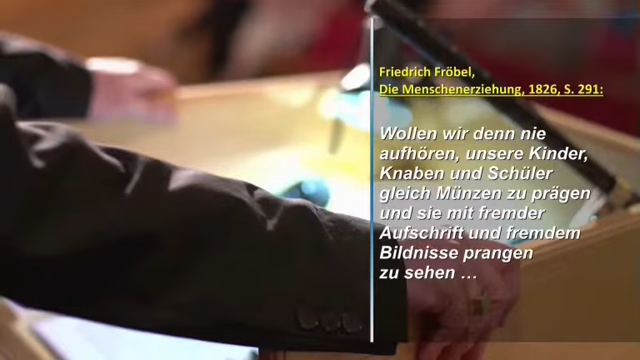 Friedrich Fröbel,
Die Menschenerziehung, 1826, S. 291:
Wollen wir denn nie
aufhören, unsere Kinder,
Knaben und Schüler
gleich Münzen zu prägen
und sie mit fremder
Aufschrift und fremdem
Bildnisse prangen
zu sehen …